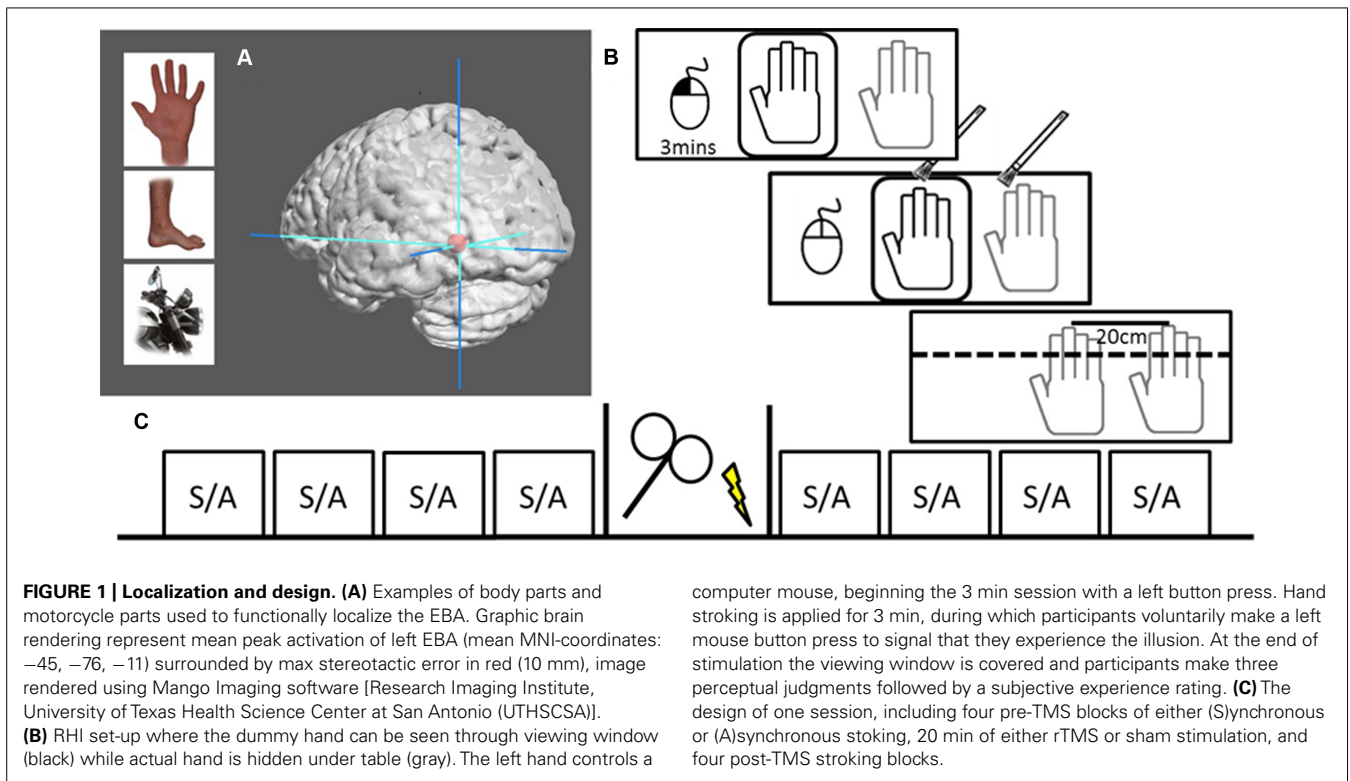 A
B
3mins
20cm
C
S/A S/A S/A S/A S/A S/A S/A S/A
FIGURE 1 | Localization and design. (A) Examples of body parts and
motorcycle parts used to functionally localize the EBA. Graphic brain
rendering represent mean peak activation of left EBA (mean MNI-coordinates:
−45, −76, −11) surrounded by max stereotactic error in red (10 mm), image
rendered using Mango Imaging software [Research Imaging Institute,
University of Texas Health Science Center at San Antonio (UTHSCSA)].
(B) RHI set-up where the dummy hand can be seen through viewing window
(black) while actual hand is hidden under table (gray). The left hand controls a
computer mouse, beginning the 3 min session with a left button press. Hand
stroking is applied for 3 min, during which participants voluntarily make a left
mouse button press to signal that they experience the illusion. At the end of
stimulation the viewing window is covered and participants make three
perceptual judgments followed by a subjective experience rating. (C) The
design of one session, including four pre-TMS blocks of either (S)ynchronous
or (A)synchronous stoking, 20 min of either rTMS or sham stimulation, and
four post-TMS stroking blocks.